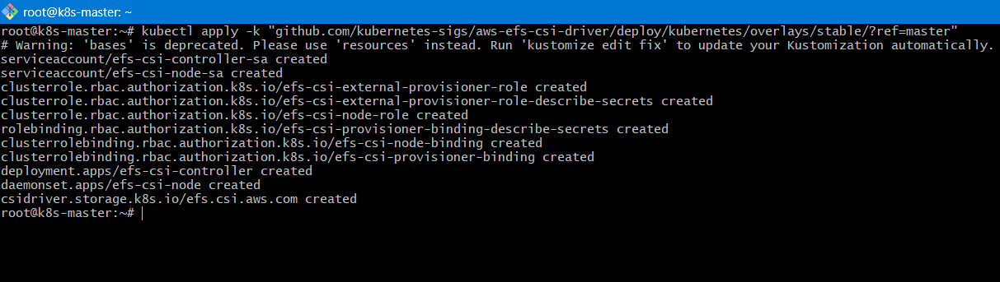 root@k8s-master: ~
root@k8s-master:~# kubectl apply -k "github.com/kubernetes-sigs/aws-efs-csi-driver/deploy/kubernetes/overlays/stable/?ref=master"
# Warning: 'bases' is deprecated. Please use 'resources' instead. Run 'kustomize edit fix' to update your Kustomization automatically.
serviceaccount/efs-csi-controller-sa created
serviceaccount/efs-csi-node-sa created
clusterrole.rbac.authorization.k8s.io/efs-csi-external-provisioner-role created
clusterrole.rbac.authorization.k8s.io/efs-csi-external-provisioner-role-describe-secrets created
clusterrole.rbac.authorization.k8s.io/efs-csi-node-role created
rolebinding.rbac.authorization.k8s.io/efs-csi-provisioner-binding-describe-secrets created
clusterrolebinding.rbac.authorization.k8s.io/efs-csi-node-binding created
clusterrolebinding.rbac.authorization.k8s.io/efs-csi-provisioner-binding created
deployment.apps/efs-csi-controller created
daemonset.apps/efs-csi-node created
csidriver.storage.k8s.io/efs.csi.aws.com created
root@k8s-master:~#